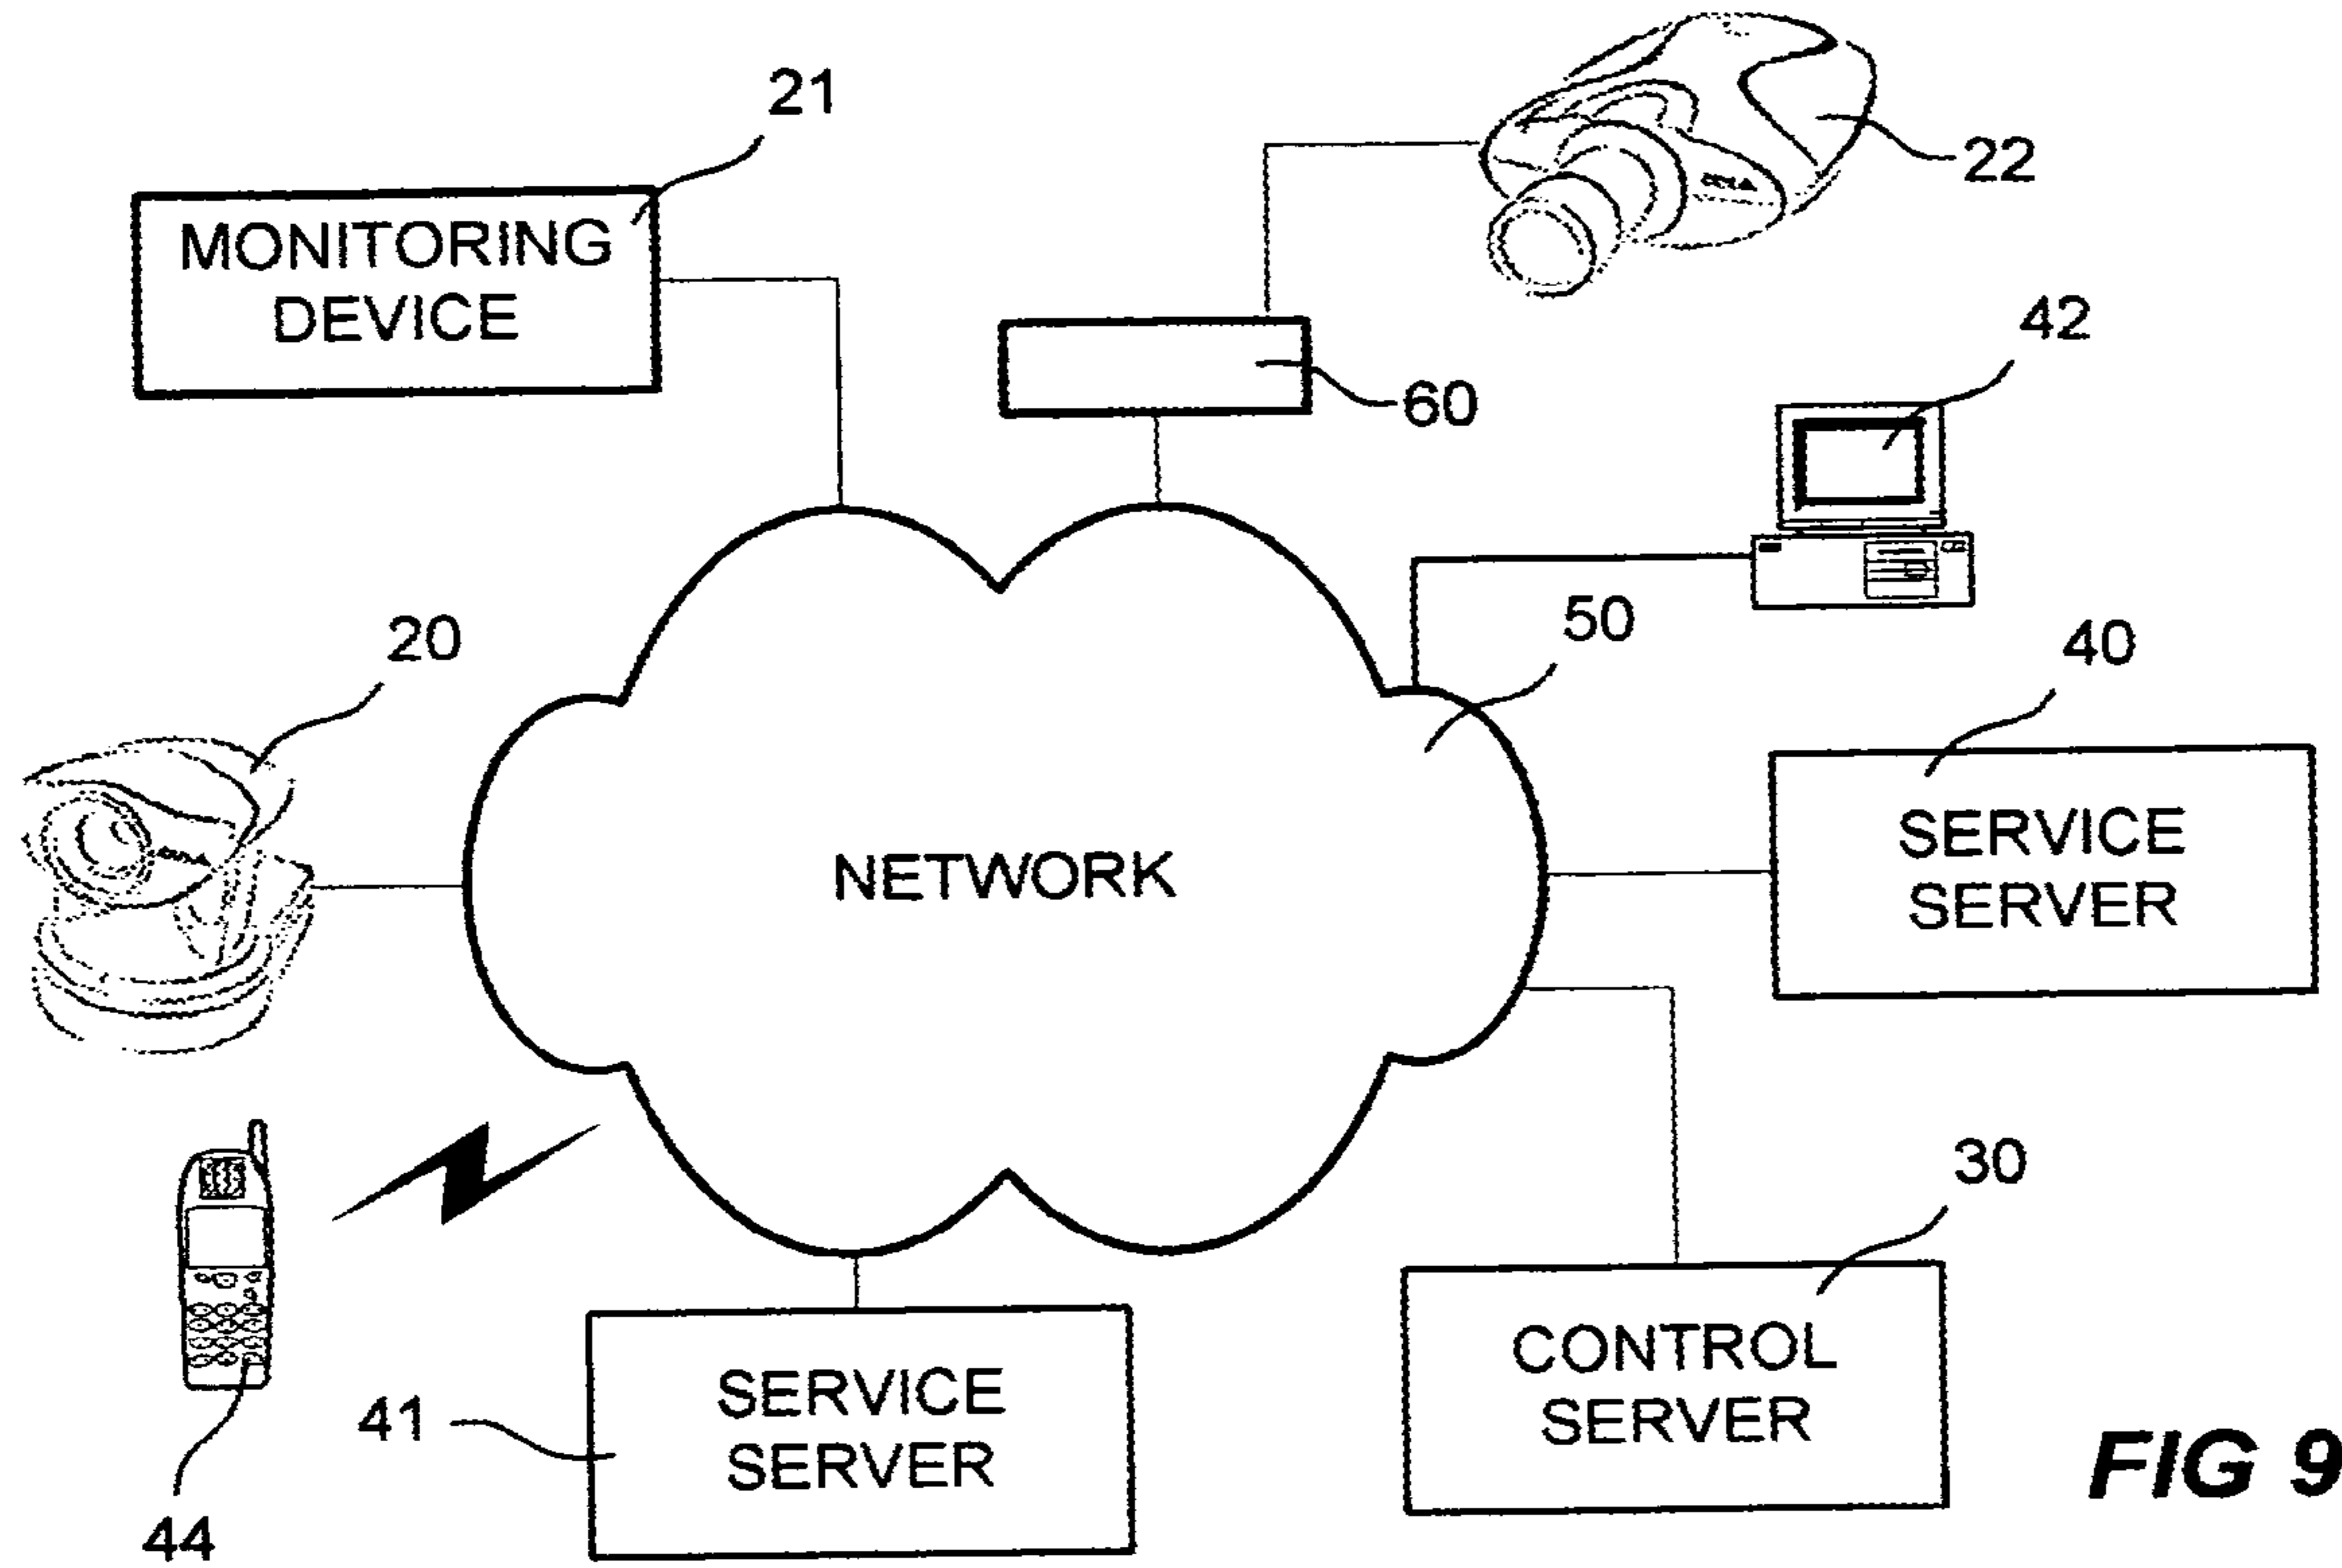 21
22
MONITORING
DEVICE
42
60
50
20
40
NETWORK
SERVICE
SERVER
30
CONTROL
SERVER
SERVICE
SERVER
41
44
FIG 9